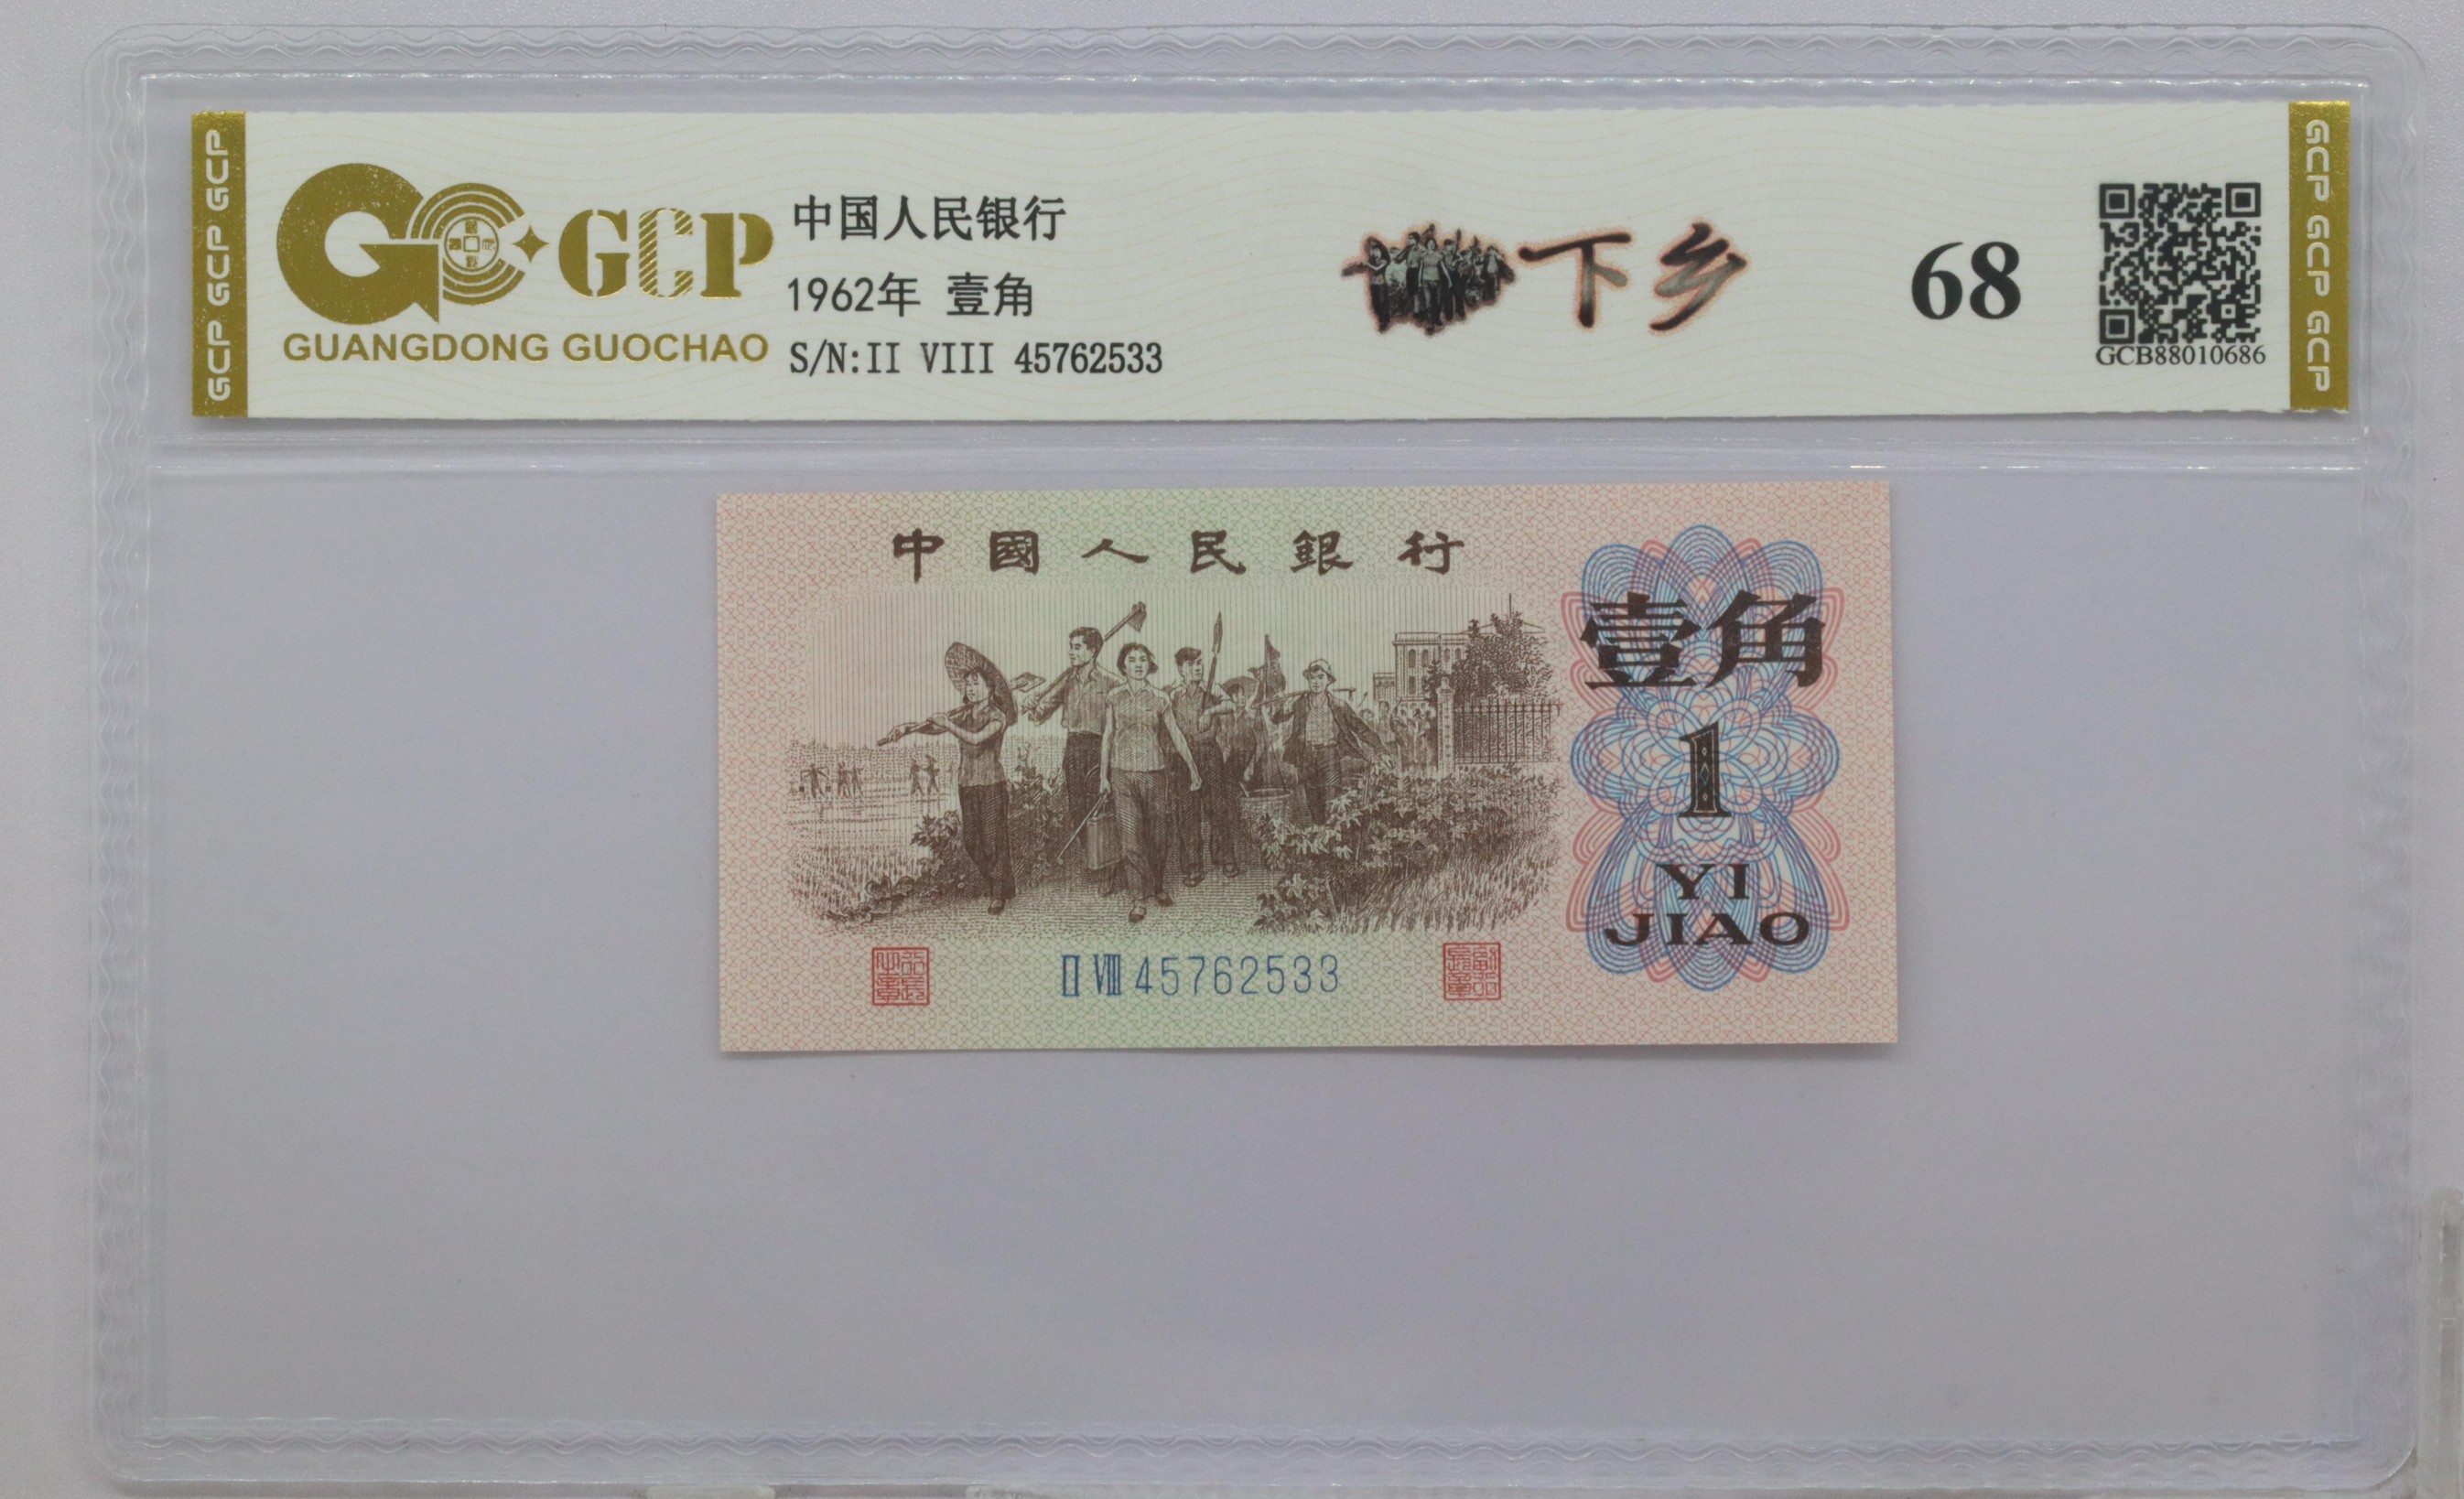 GCP GCP GCP
GCP
GUANGDONG GUOCHAO
中国人民银行
1962年 壹角
S/N:II VIII 45762533
下乡
68
GCB88010686
GCP GCP GCP
中國人民銀行
壹角
1
YI
JIAO
Ⅱ Ⅷ 45762533